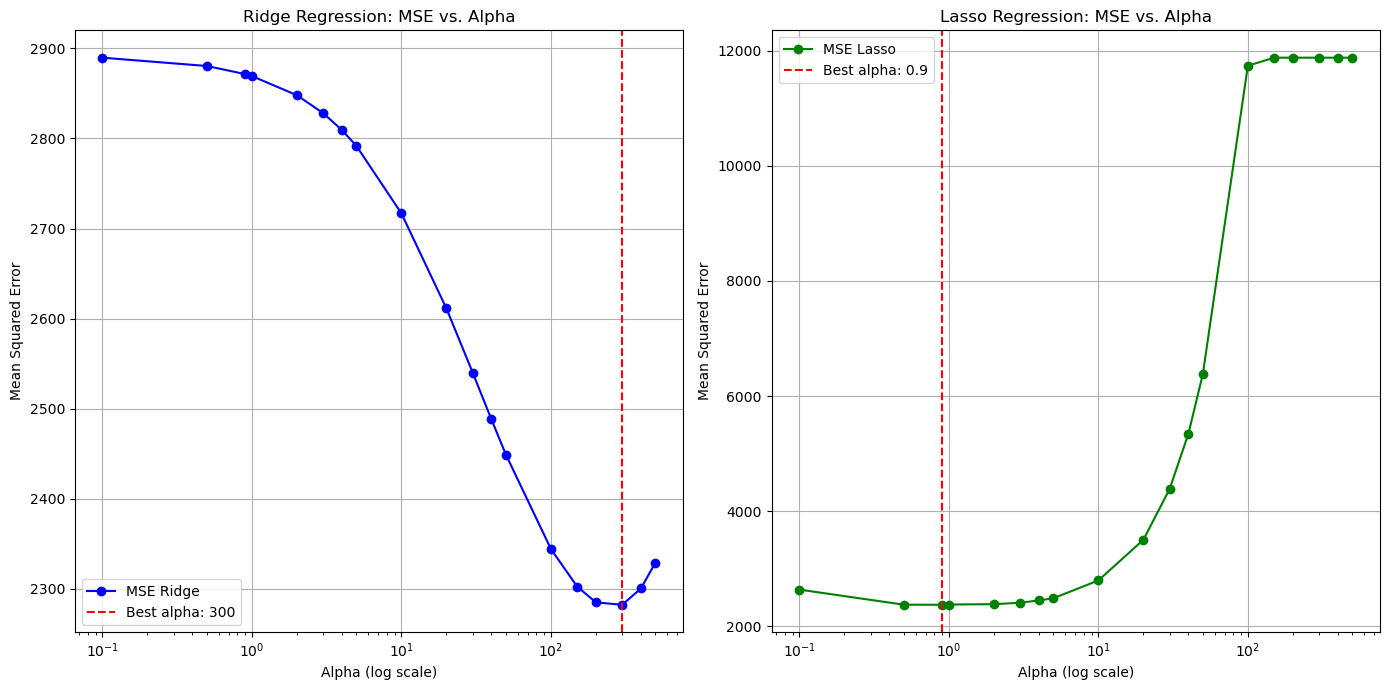 Ridge Regression: MSE vs. Alpha
Mean Squared Error
2900
2800
2700
2600
2500
2400
2300
MSE Ridge
Best alpha: 300
10⁻¹
10⁰
10¹
10²
Alpha (log scale)
Lasso Regression: MSE vs. Alpha
Mean Squared Error
12000
10000
8000
6000
4000
2000
MSE Lasso
Best alpha: 0.9
10⁻¹
10⁰
10¹
10²
Alpha (log scale)